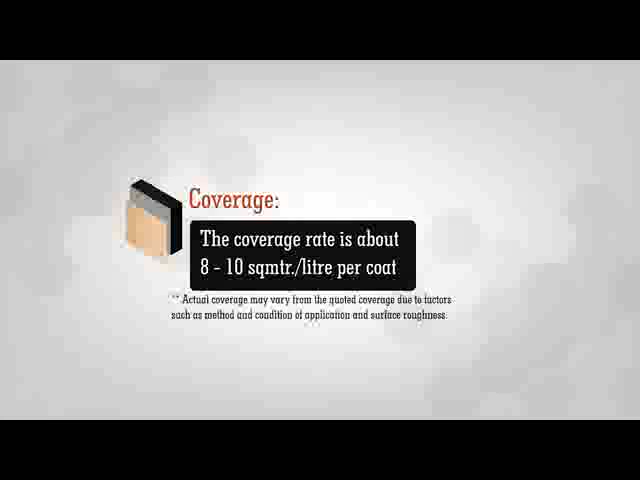 Coverage:
The coverage rate is about
8 - 10 sqmtr./litre per coat
** Actual coverage may vary from the quoted coverage due to factors
such as method and condition of application and surface roughness.